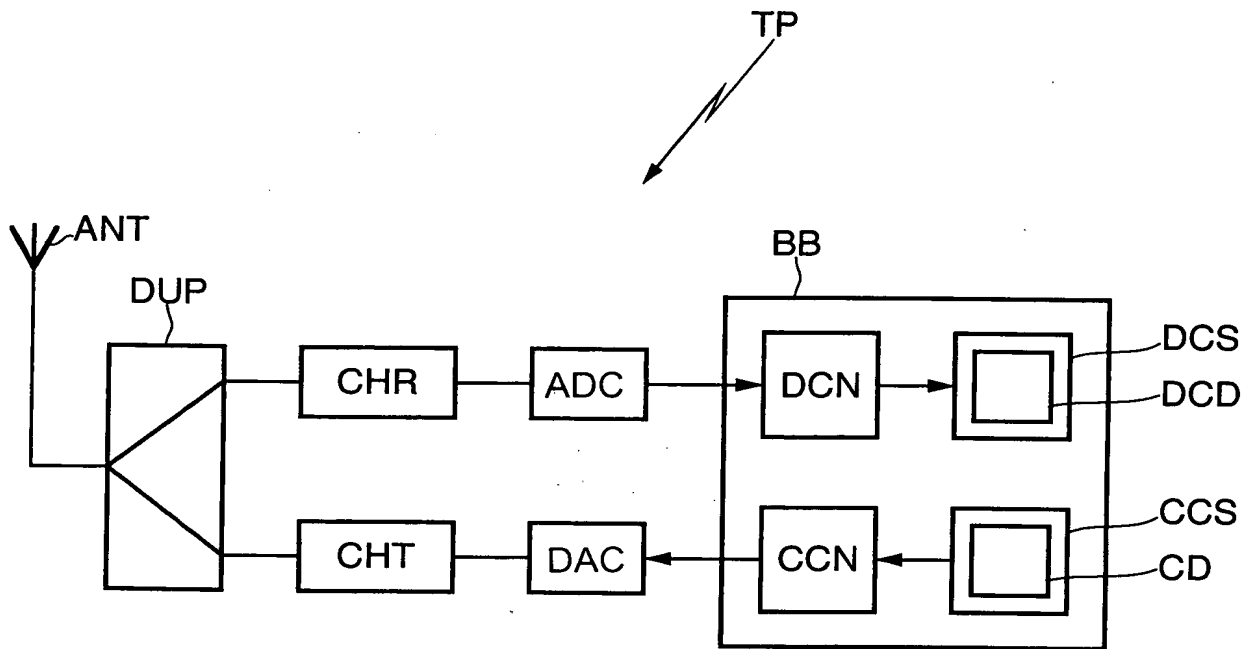 TP
ANT
BB
DUP
DCS
CHR
ADC
DCN
DCD
CCS
CHT
DAC
CCN
CD